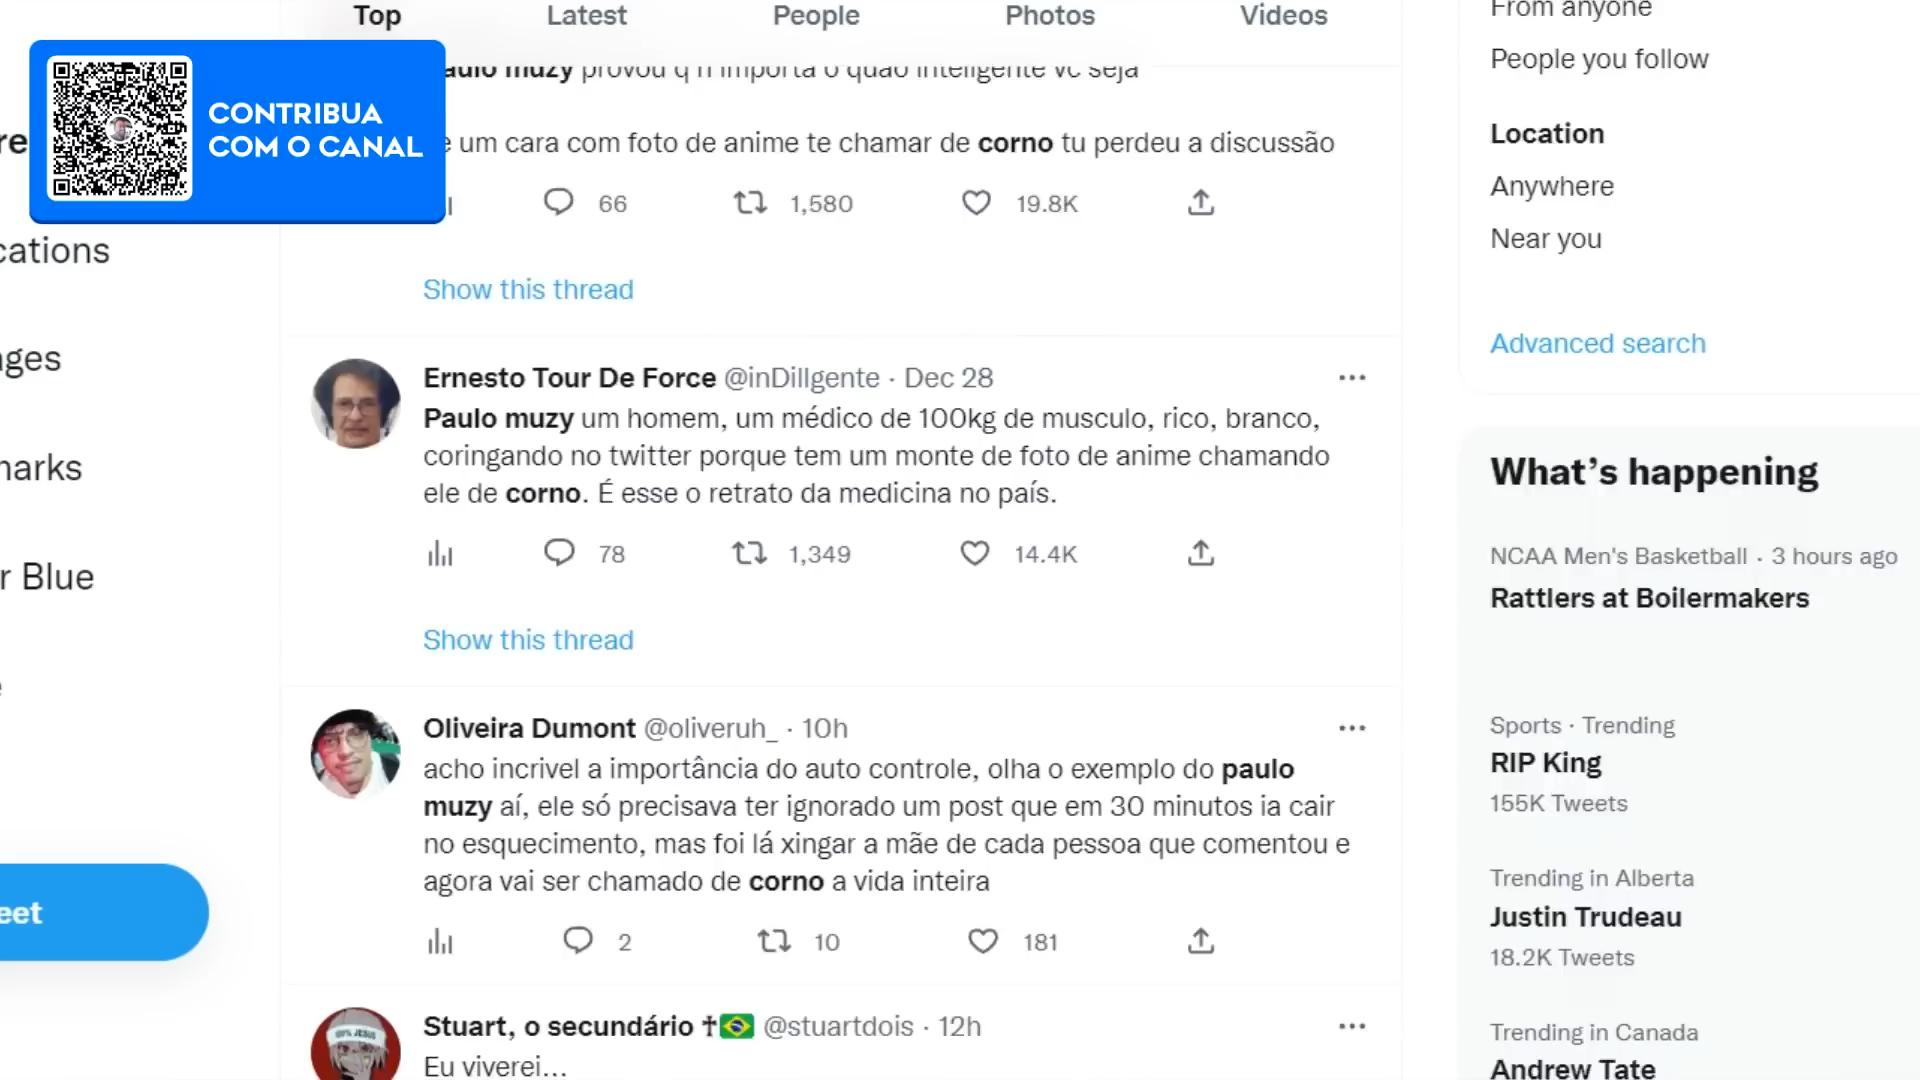 Top
Latest
People
Photos
Videos
From anyone
People you follow
CONTRIBUA
COM O CANAL
paulo muzy provou q n importa o quao inteligente vc seja
Location
um cara com foto de anime te chamar de corno tu perdeu a discussão
Anywhere
66
1,580
19.8K
Near you
cations
Show this thread
Advanced search
ges
Ernesto Tour De Force @inDillgente · Dec 28
Paulo muzy um homem, um médico de 100kg de musculo, rico, branco,
coringando no twitter porque tem um monte de foto de anime chamando
ele de corno. É esse o retrato da medicina no país.
What's happening
marks
78
1,349
14.4K
NCAA Men's Basketball · 3 hours ago
Rattlers at Boilermakers
r Blue
Show this thread
Oliveira Dumont @oliveruh_ · 10h
acho incrivel a importância do auto controle, olha o exemplo do paulo
muzy aí, ele só precisava ter ignorado um post que em 30 minutos ia cair
no esquecimento, mas foi lá xingar a mãe de cada pessoa que comentou e
agora vai ser chamado de corno a vida inteira
Sports · Trending
RIP King
155K Tweets
eet
2
10
181
Trending in Alberta
Justin Trudeau
18.2K Tweets
Stuart, o secundário ✝🇧🇷 @stuartdois · 12h
Eu viverei...
100% JESUS
Trending in Canada
Andrew Tate